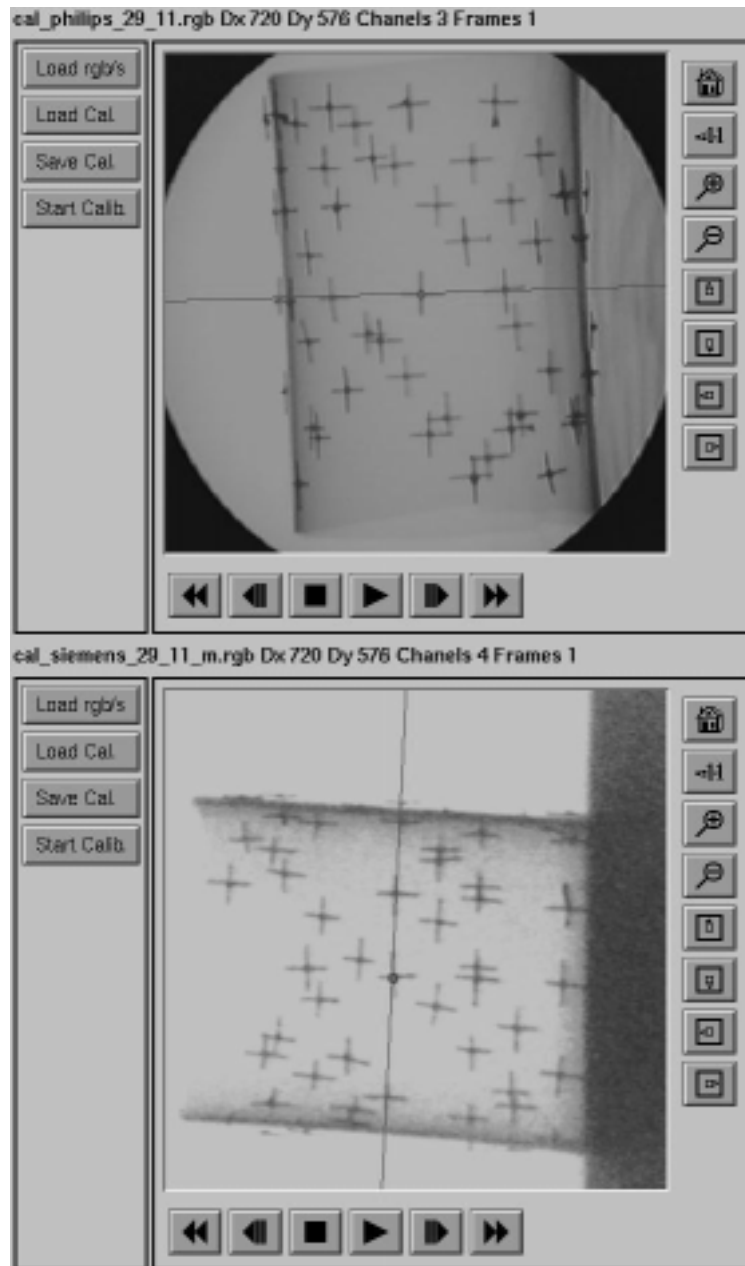 cal_philips_29_11.rgb Dx 720 Dy 576 Chanels 3 Frames 1
Load rgb/s
Load Cal.
Save Cal.
Start Calib.
cal_siemens_29_11_m.rgb Dx 720 Dy 576 Chanels 4 Frames 1
Load rgb/s
Load Cal.
Save Cal.
Start Calib.